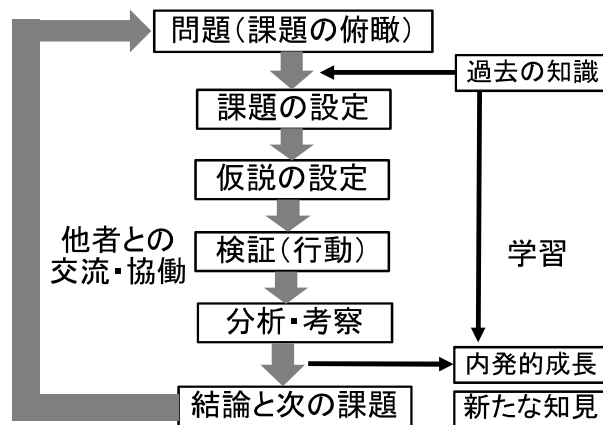 問題(課題の俯瞰)
過去の知識
課題の設定
仮説の設定
他者との
交流・協働
検証(行動)
学習
分析・考察
内発的成長
結論と次の課題
新たな知見